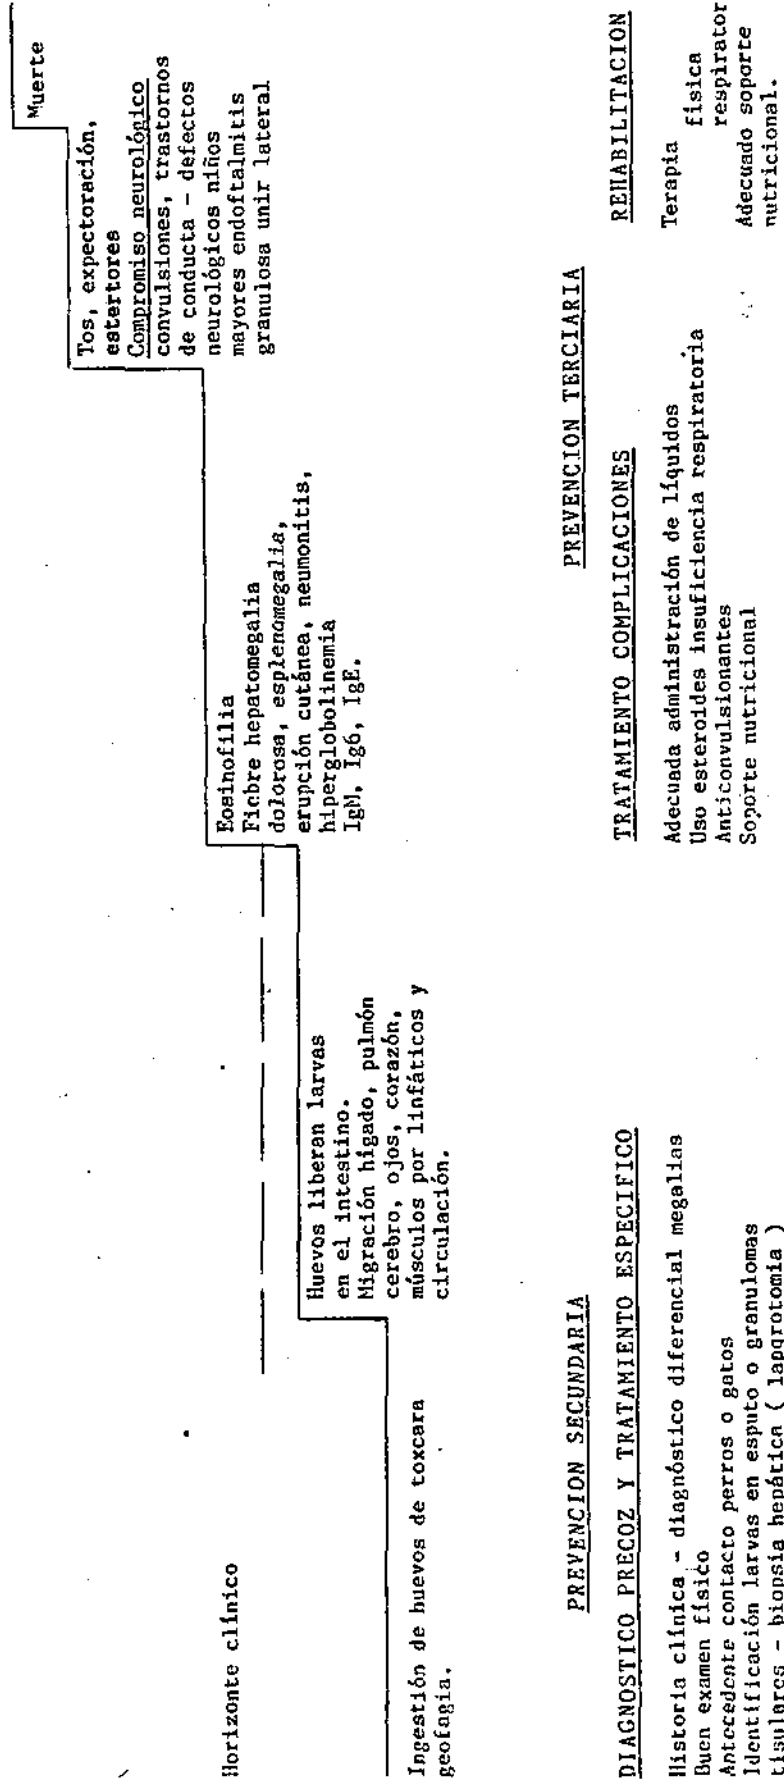 Muerte
Tos, expectoración,
estertores
Compromiso neurológico
convulsiones, trastornos
de conducta - defectos
neurológicos niños
mayores endoftalmitis
granulosa unir lateral
Eosinofilia
Fiebre hepatomegalia
dolorosa, esplenomegalia,
erupción cutánea, neumonitis,
hiperglobolinemia
IgM, Ig6, IgE.
Horizonte clínico
Huevos liberan larvas
en el intestino.
Migración hígado, pulmón
cerebro, ojos, corazón,
músculos por linfáticos y
circulación.
Ingestión de huevos de toxcara
geofagia.
PREVENCION SECUNDARIA
PREVENCION TERCIARIA
DIAGNOSTICO PRECOZ Y TRATAMIENTO ESPECIFICO
Historia clínica - diagnóstico diferencial megalias
Buen examen físico
Antecedente contacto perros o gatos
Identificación larvas en esputo o granulomas
tisulares - biopsia hepática ( lapqrotomia )
TRATAMIENTO COMPLICACIONES
Adecuada administración de líquidos
Uso esteroides insuficiencia respiratoria
Anticonvulsionantes
Soporte nutricional
REHABILITACION
Terapia física
respirator
Adecuado soporte
nutricional.